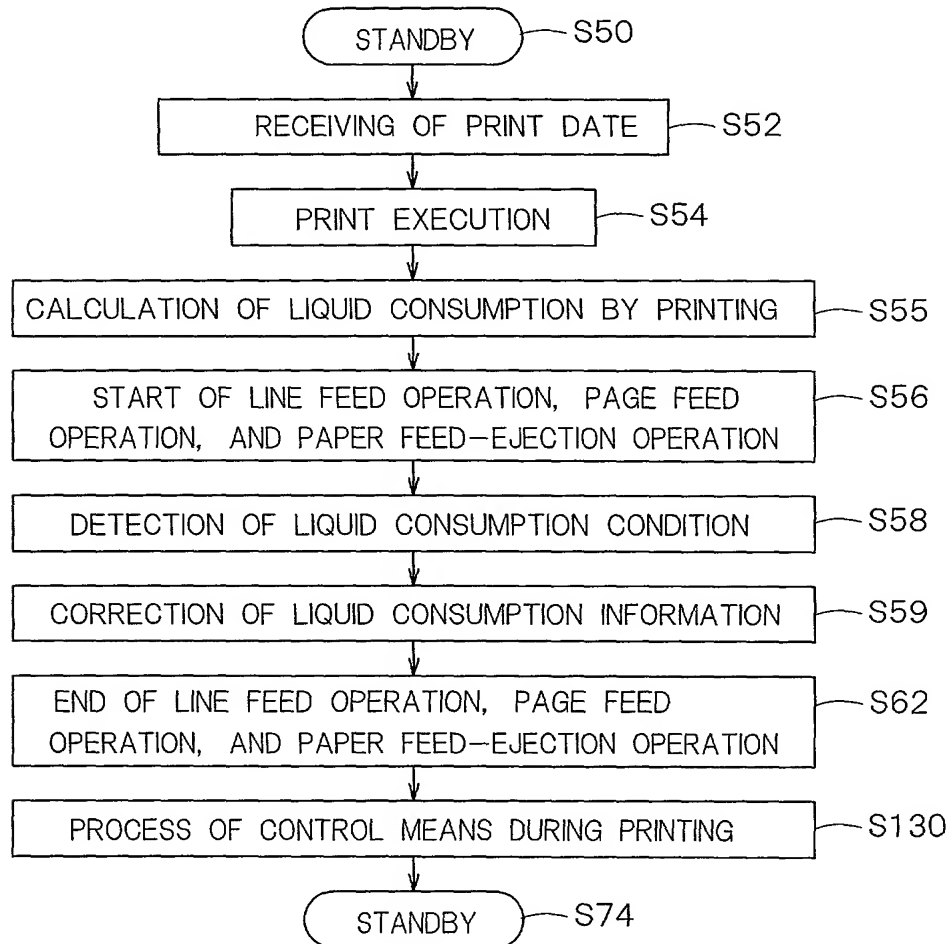 STANDBY S50
RECEIVING OF PRINT DATE S52
PRINT EXECUTION S54
CALCULATION OF LIQUID CONSUMPTION BY PRINTING S55
START OF LINE FEED OPERATION, PAGE FEED S56
OPERATION, AND PAPER FEED-EJECTION OPERATION
DETECTION OF LIQUID CONSUMPTION CONDITION S58
CORRECTION OF LIQUID CONSUMPTION INFORMATION S59
END OF LINE FEED OPERATION, PAGE FEED S62
OPERATION, AND PAPER FEED-EJECTION OPERATION
PROCESS OF CONTROL MEANS DURING PRINTING S130
STANDBY S74